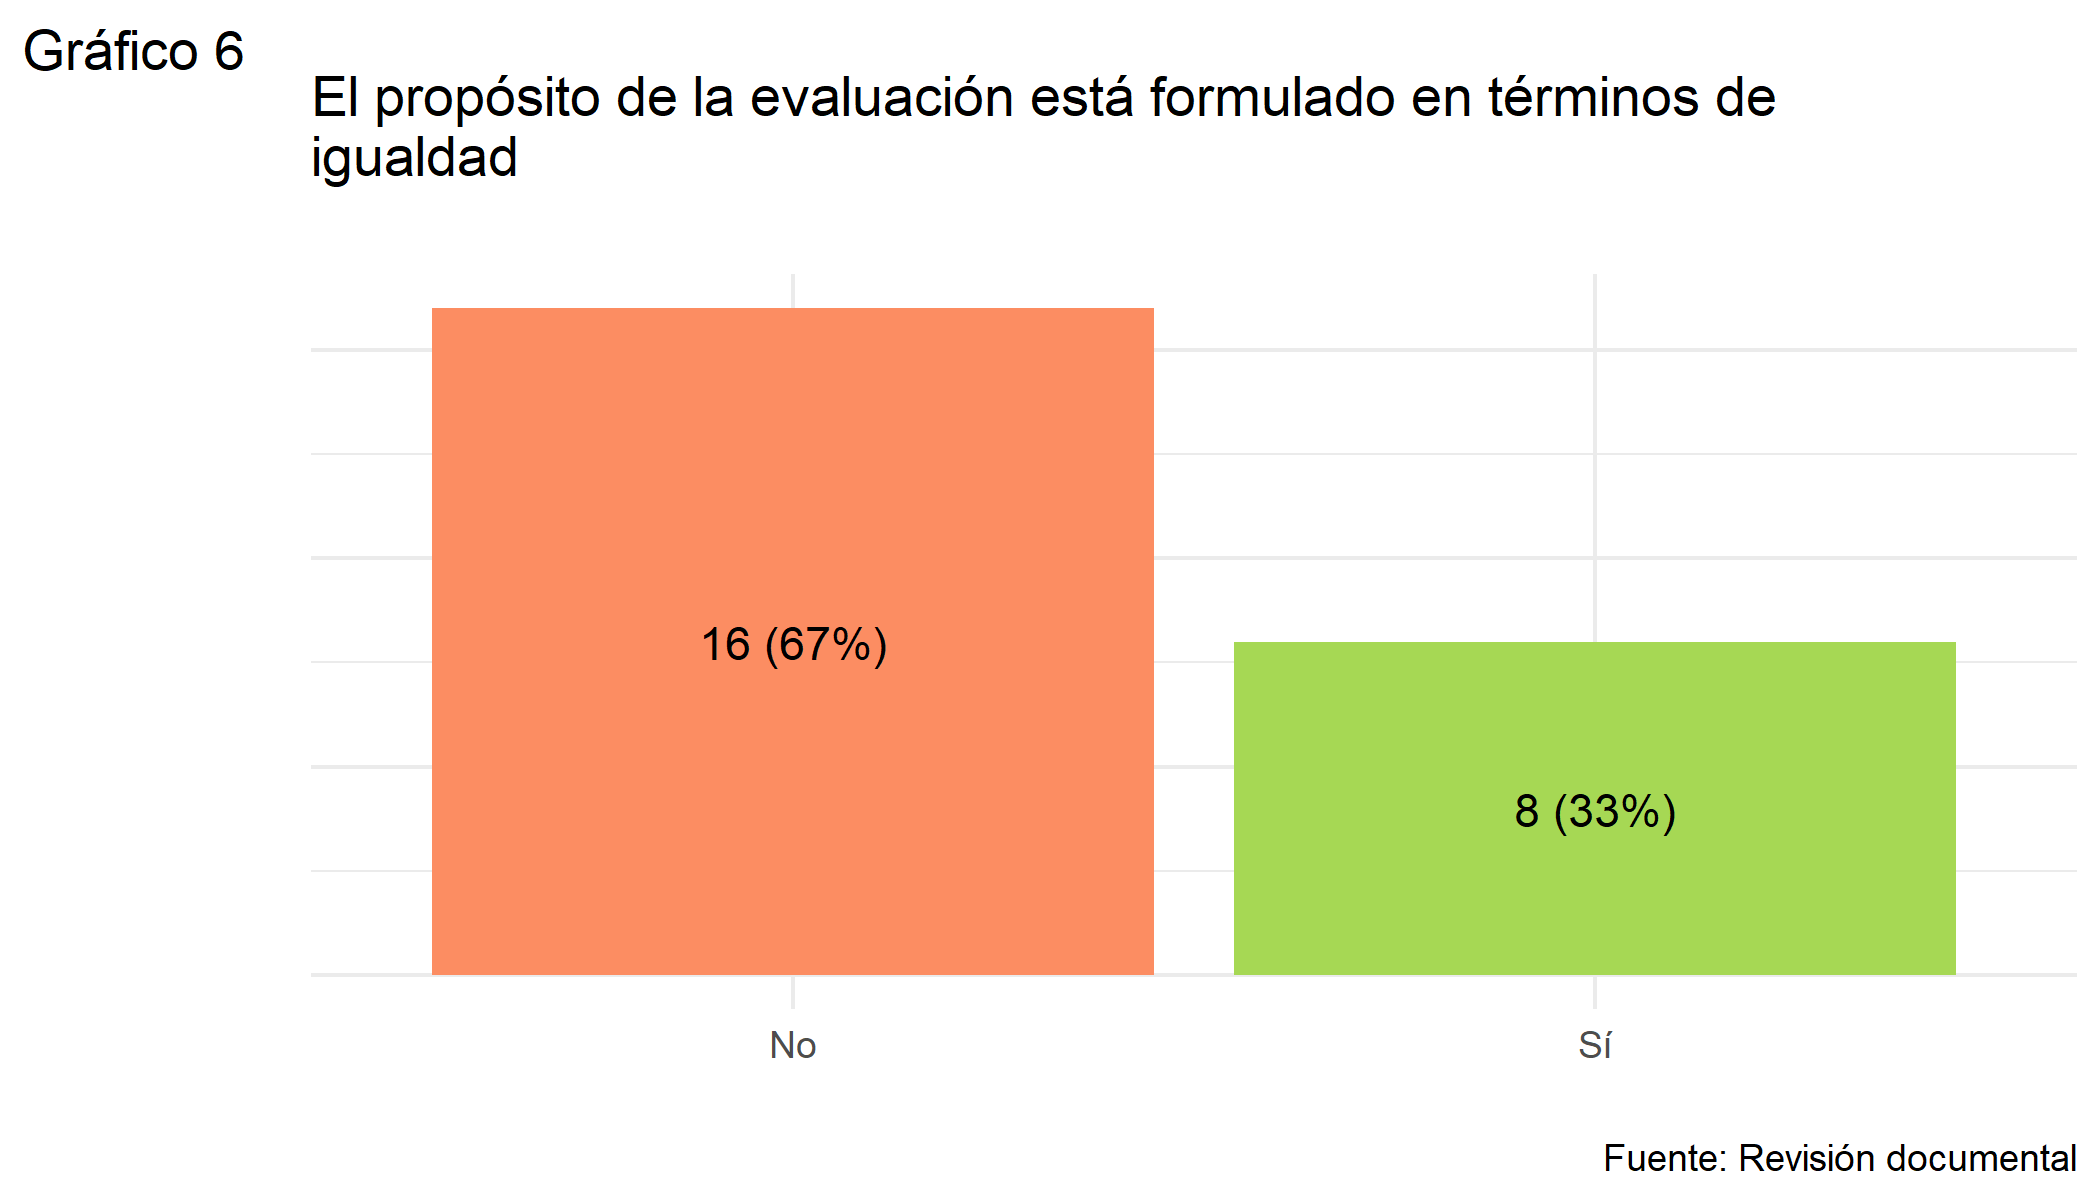 Gráfico 6
El propósito de la evaluación está formulado en términos de
igualdad
16 (67%)
8 (33%)
No
Sí
Fuente: Revisión documental